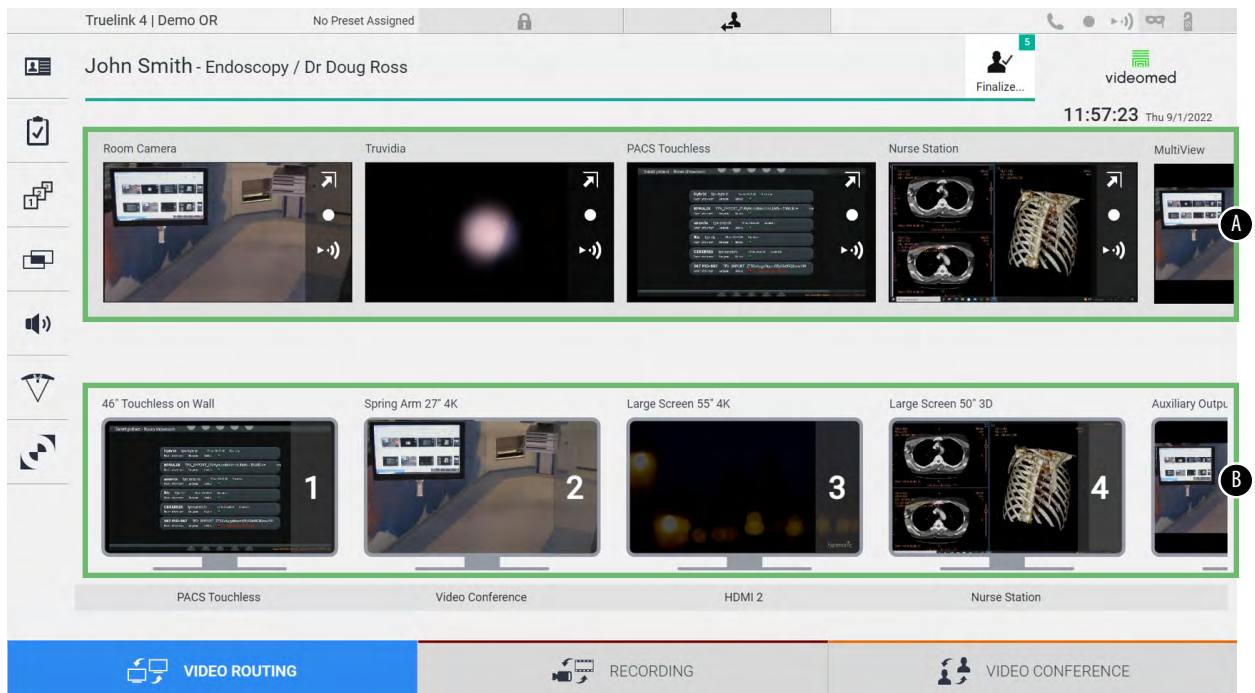 Truelink 4 | Demo OR
No Preset Assigned
John Smith - Endoscopy / Dr Doug Ross
5
Finalize...
videomed
11:57:23 Thu 9/1/2022
Room Camera
Truvidia
PACS Touchless
Nurse Station
MultiView
A
46" Touchless on Wall
Spring Arm 27" 4K
Large Screen 55" 4K
Large Screen 50" 3D
Auxiliary Outpu
1
2
3
4
B
PACS Touchless
Video Conference
HDMI 2
Nurse Station
VIDEO ROUTING
RECORDING
VIDEO CONFERENCE